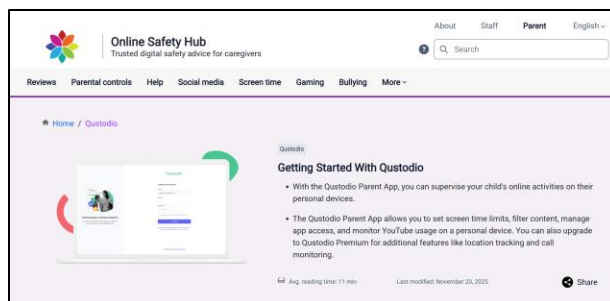 About Staff Parent English
Online Safety Hub
Trusted digital safety advice for caregivers
? Search
Reviews Parental controls Help Social media Screen time Gaming Bullying More
Home / Qustodio
Qustodio
Getting Started With Qustodio
• With the Qustodio Parent App, you can supervise your child's online activities on their
personal devices.
• The Qustodio Parent App allows you to set screen time limits, filter content, manage
app access, and monitor YouTube usage on a personal device. You can also upgrade
to Qustodio Premium for additional features like location tracking and call
monitoring.
Avg. reading time: 11 min Last modified: November 20, 2025 Share